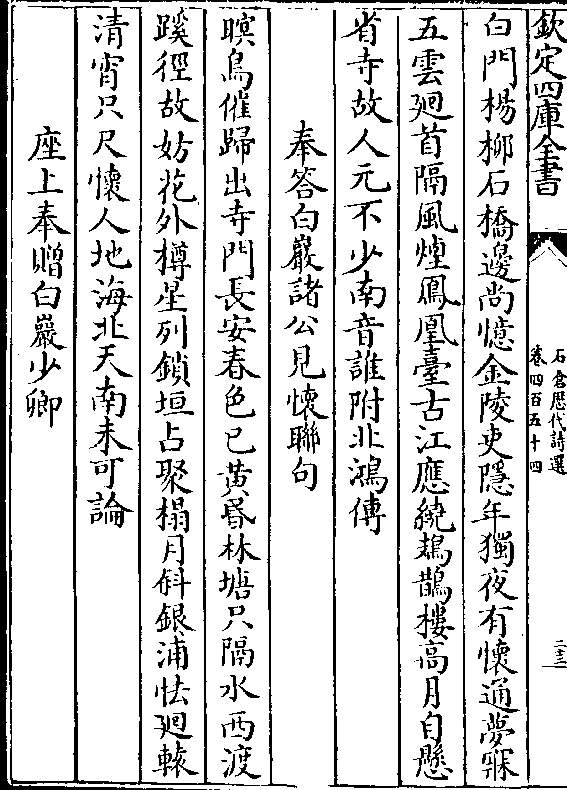 欽定四庫全書
石倉歷代詩選
卷四百五十四
二十三
白門楊柳石橋邊尚憶金陵吏隱年獨夜有懷通夢寐
五雲廻首隔風煙鳳凰臺古江應繞鳷鵲樓高月自懸
省寺故人元不少南音誰附北鴻傳
奉答白巖諸公見懷聯句
暝鳥催歸出寺門長安春色已黄昏林塘只隔水西渡
蹊徑故妨花外樽星列鎖垣占聚榻月斜銀浦怯廻轅
清宵只尺懷人地海北天南未可論
座上奉贈白巖少卿